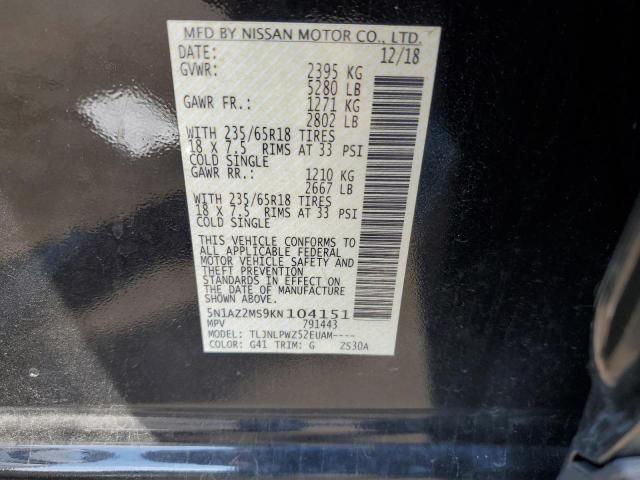 MFD BY NISSAN MOTOR CO., LTD.
DATE: 12/18
GVWR: 2395 KG
5280 LB
GAWR FR.: 1271 KG
2802 LB
WITH 235/65R18 TIRES
18 X 7.5 RIMS AT 33 PSI
COLD SINGLE
GAWR RR.: 1210 KG
2667 LB
WITH 235/65R18 TIRES
18 X 7.5 RIMS AT 33 PSI
COLD SINGLE
THIS VEHICLE CONFORMS TO
ALL APPLICABLE FEDERAL
MOTOR VEHICLE SAFETY AND
THEFT PREVENTION
STANDARDS IN EFFECT ON
THE DATE OF MANUFACTURE
SHOWN ABOVE.
5N1AZ2MS9KN104151
MPV 791443
MODEL: TLJNLPWZ52EUAM----
COLOR: G41 TRIM: G ZS30A